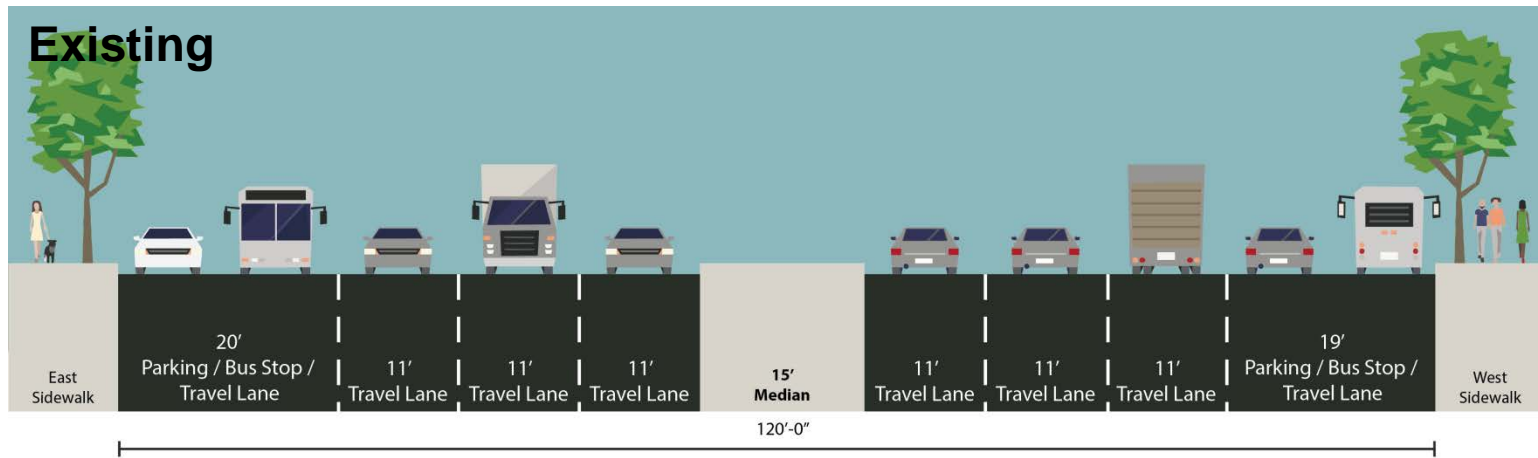 Existing
East
Sidewalk
20'
Parking / Bus Stop /
Travel Lane
11'
Travel Lane
11'
Travel Lane
11'
Travel Lane
15'
Median
11'
Travel Lane
11'
Travel Lane
11'
Travel Lane
19'
Parking / Bus Stop /
Travel Lane
West
Sidewalk
120'-0"